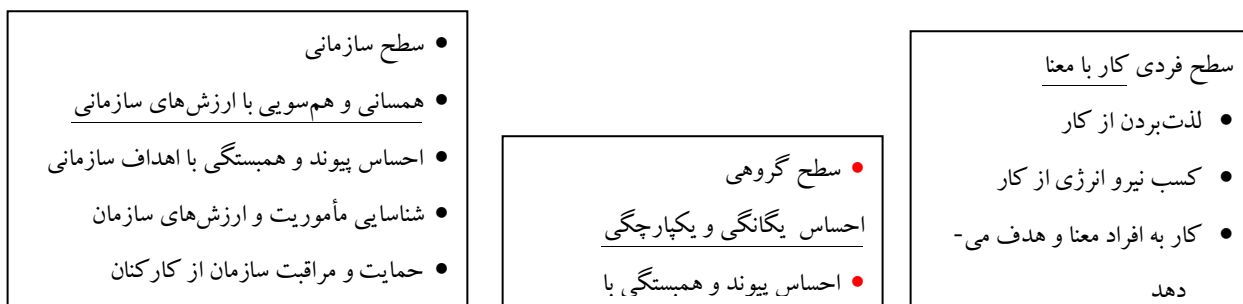 سطح فردی کار با معنا
• لذت‌بردن از کار
• کسب نیرو انرژی از کار
• کار به افراد معنا و هدف می-
دهد
• سطح گروهی
احساس یگانگی و یکپارچگی
• احساس پیوند و همبستگی با
• سطح سازمانی
• همسانی و هم‌سویی با ارزش‌های سازمانی
• احساس پیوند و همبستگی با اهداف سازمانی
• شناسایی مأموریت و ارزش‌های سازمان
• حمایت و مراقبت سازمان از کارکنان